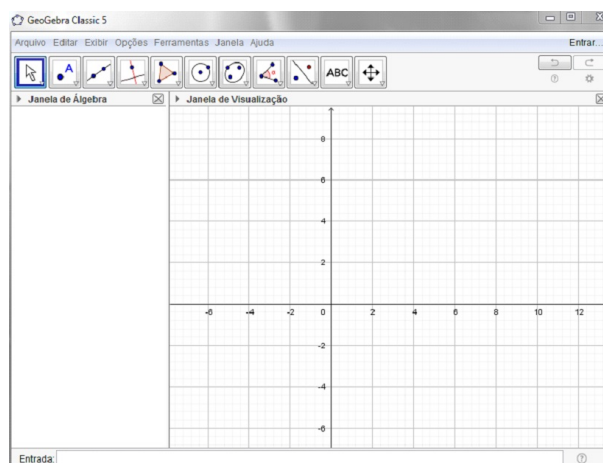 GeoGebra Classic 5
Arquivo Editar Exibir Opções Ferramentas Janela Ajuda Entrar...
A α ABC
Janela de Álgebra Janela de Visualização
8
6
4
2
-6 -4 -2 0 2 4 6 8 10 12
-2
-4
-6
Entrada: